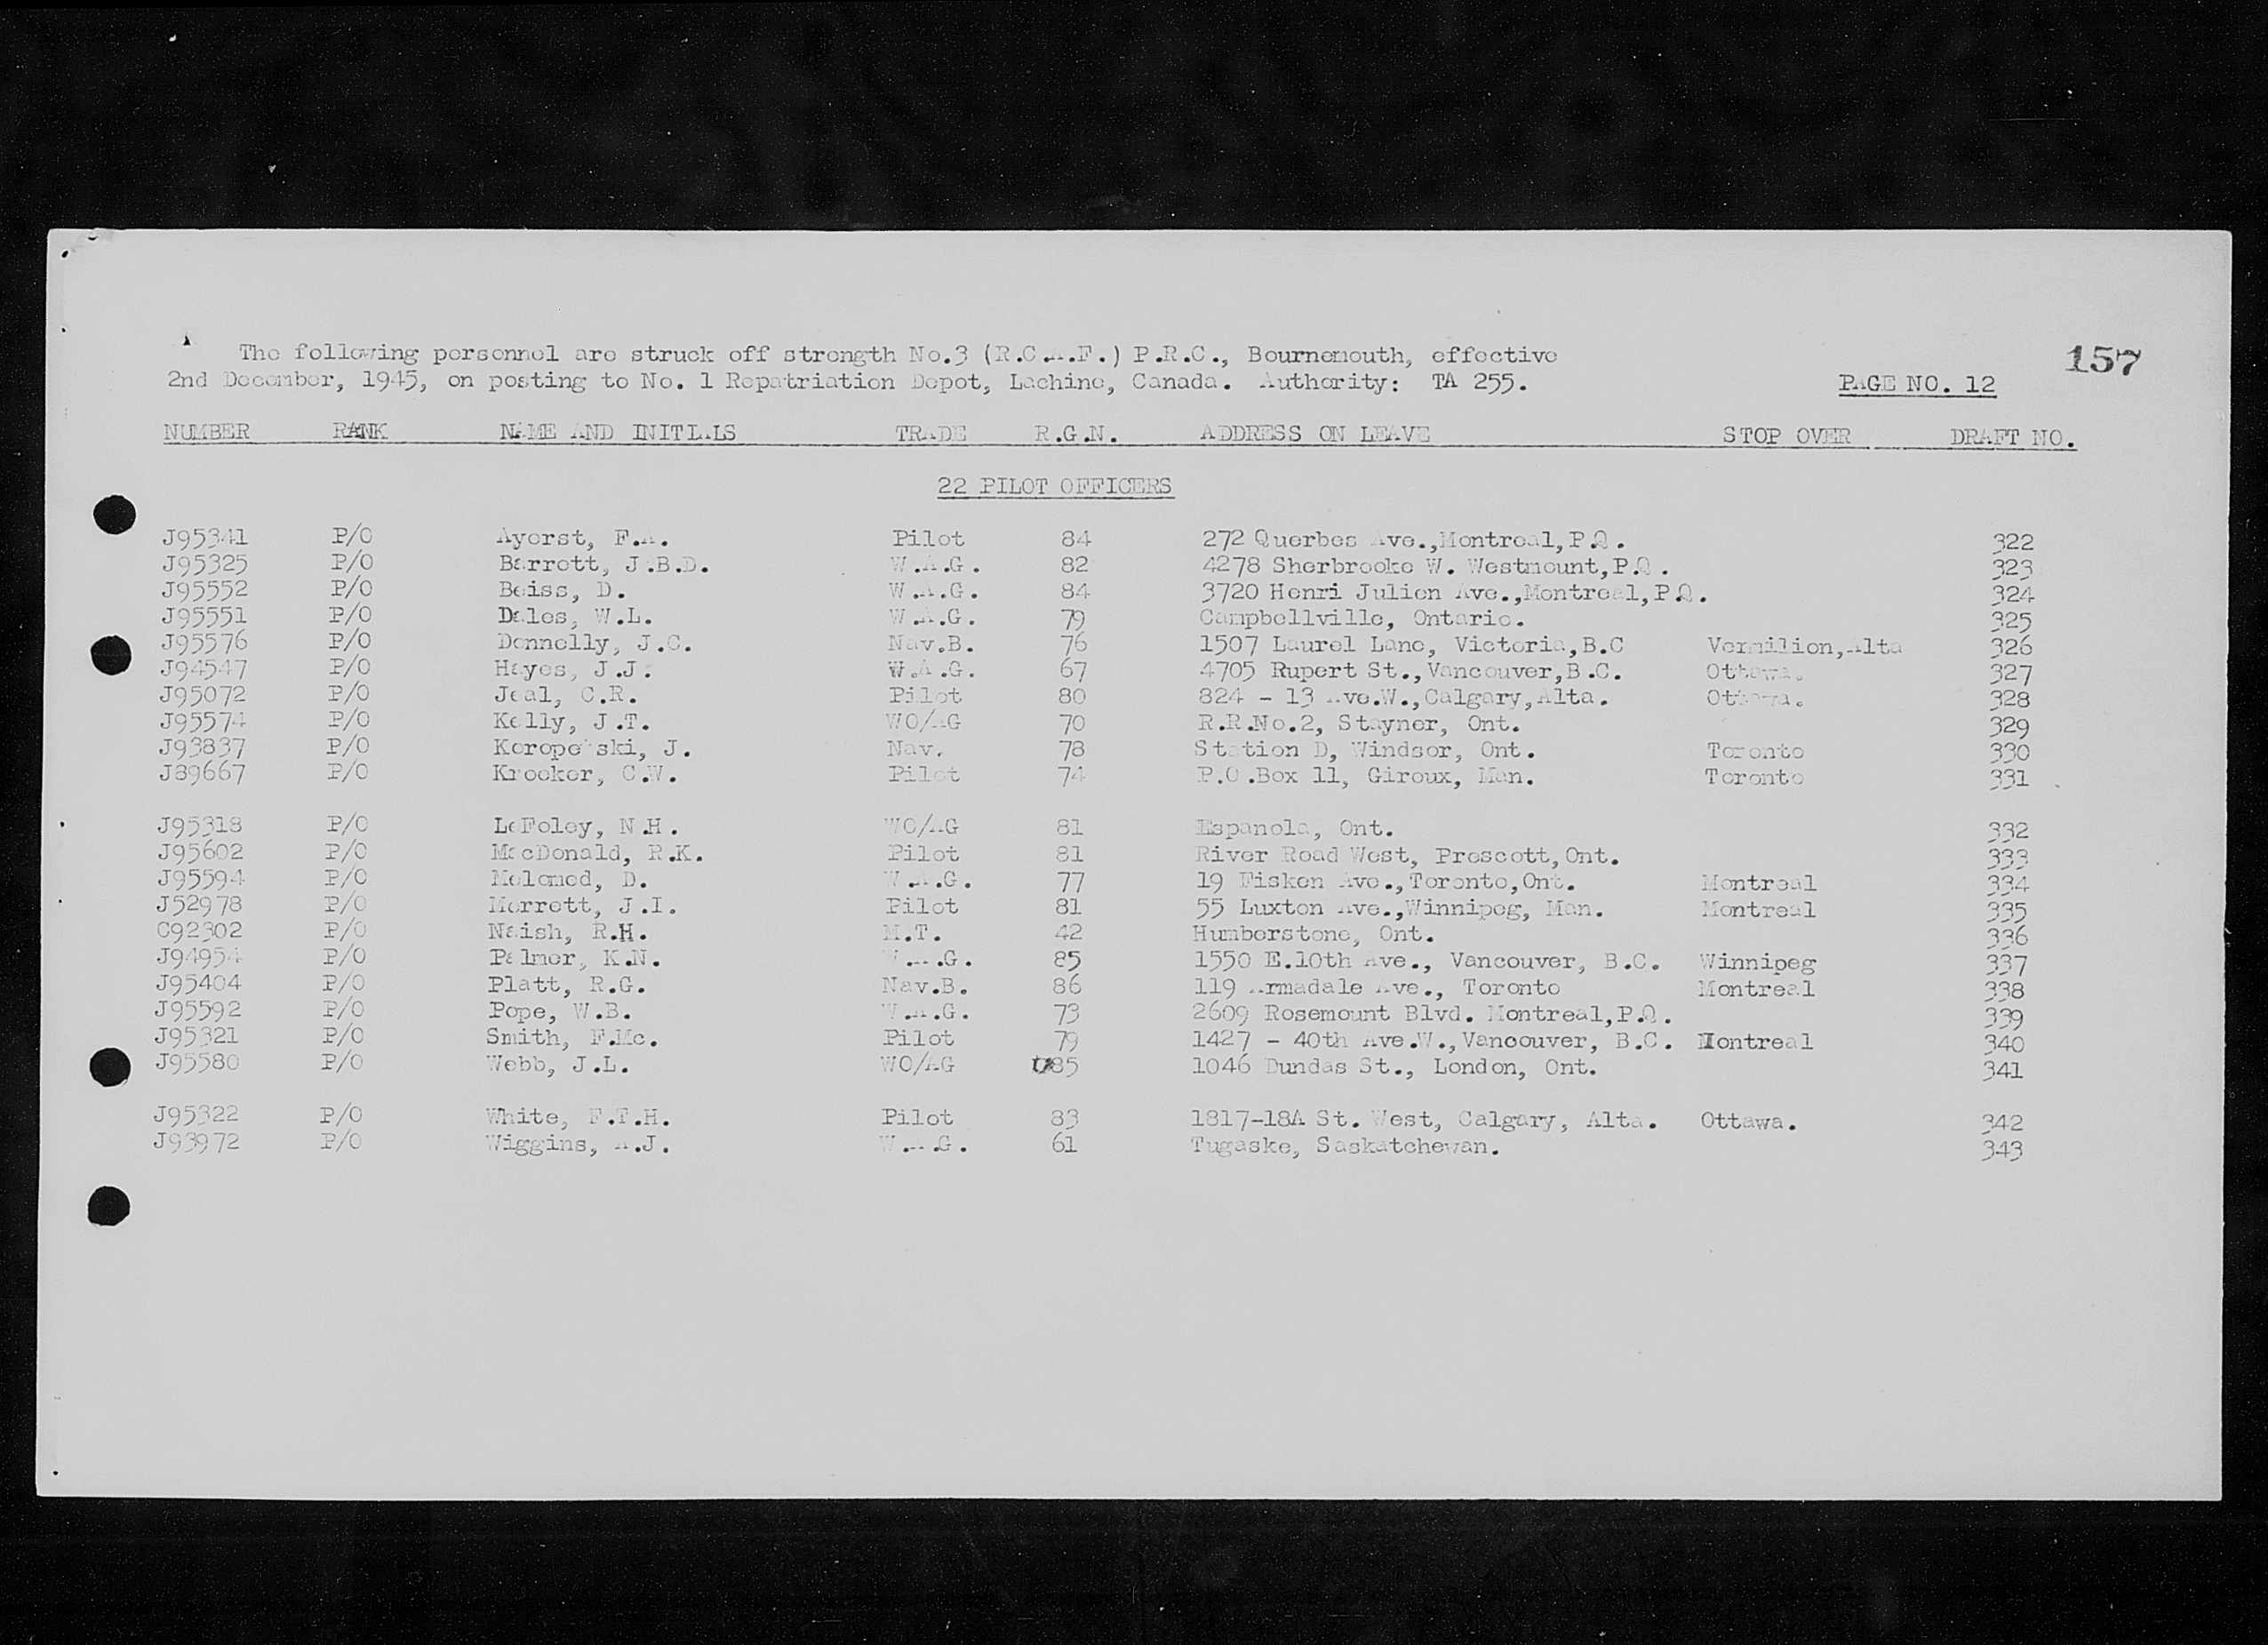 The following personnel are struck off strength No.3 (R.C.A.F.) P.R.C., Bournemouth, effective
157
2nd December, 1945, on posting to No. 1 Repatriation Depot, Lachine, Canada. Authority: TA 255.
PAGE NO. 12
NUMBER RANK NAME AND INITIALS TRADE R.G.N. ADDRESS ON LEAVE STOP OVER DRAFT NO.
22 PILOT OFFICERS
J95341 P/O Ayerst, F.A. Pilot 84 272 Querbes Ave.,Montreal,P.Q. 322
J95325 P/O Barrett, J.B.D. W.A.G. 82 4278 Sherbrooke W. Westmount,P.Q. 323
J95552 P/O Beiss, D. W.A.G. 84 3720 Henri Julien Ave.,Montreal,P.Q. 324
J95551 P/O Dales, W.L. W.A.G. 79 Campbellville, Ontario. 325
J95576 P/O Donnelly, J.C. Nav.B. 76 1507 Laurel Lane, Victoria,B.C Vermilion,Alta 326
J94547 P/O Hayes, J.J. W.A.G. 67 4705 Rupert St.,Vancouver,B.C. Ottawa. 327
J95072 P/O Jeal, C.R. Pilot 80 824 - 13 Ave.W.,Calgary,Alta. Ottawa. 328
J95574 P/O Kelly, J.T. WO/AG 70 R.R.No.2, Stayner, Ont. 329
J93837 P/O J. Nav. 78 Station D, Windsor, Ont. Toronto 330
J89667 P/O Kroeker, C.W. Pilot 74 P.O.Box 11, Giroux, Man. Toronto 331
J95318 P/O LeFoley, N.H. WO/AG 81 Espanola, Ont. 332
J95602 P/O MacDonald, R.K. Pilot 81 River Road West, Prescott,Ont. 333
J95594 P/O Melamed, D. W.A.G. 77 19 Fisken Ave.,Toronto,Ont. Montreal 334
J52978 P/O Merrett, J.I. Pilot 81 55 Luxton Ave.,Winnipeg, Man. Montreal 335
C92302 P/O Naish, R.H. M.T. 42 Humberstone, Ont. 336
J94954 P/O Palmer, K.N. W.A.G. 85 1550 E.10th Ave., Vancouver, B.C. Winnipeg 337
J95404 P/O Platt, R.G. Nav.B. 86 119 Armadale Ave., Toronto Montreal 338
J95592 P/O Pope, W.B. W.A.G. 73 2609 Rosemount Blvd. Montreal,P.Q. 339
J95321 P/O Smith, F.Mc. Pilot 79 1427 - 40th Ave.W.,Vancouver, B.C. Montreal 340
J95580 P/O Webb, J.L. WO/AG 85 1046 Dundas St., London, Ont. 341
J95322 P/O White, F.T.H. Pilot 83 1817-18A St. West, Calgary, Alta. Ottawa. 342
J93972 P/O Wiggins, A.J. W.A.G. 61 Tugaske, Saskatchewan. 343